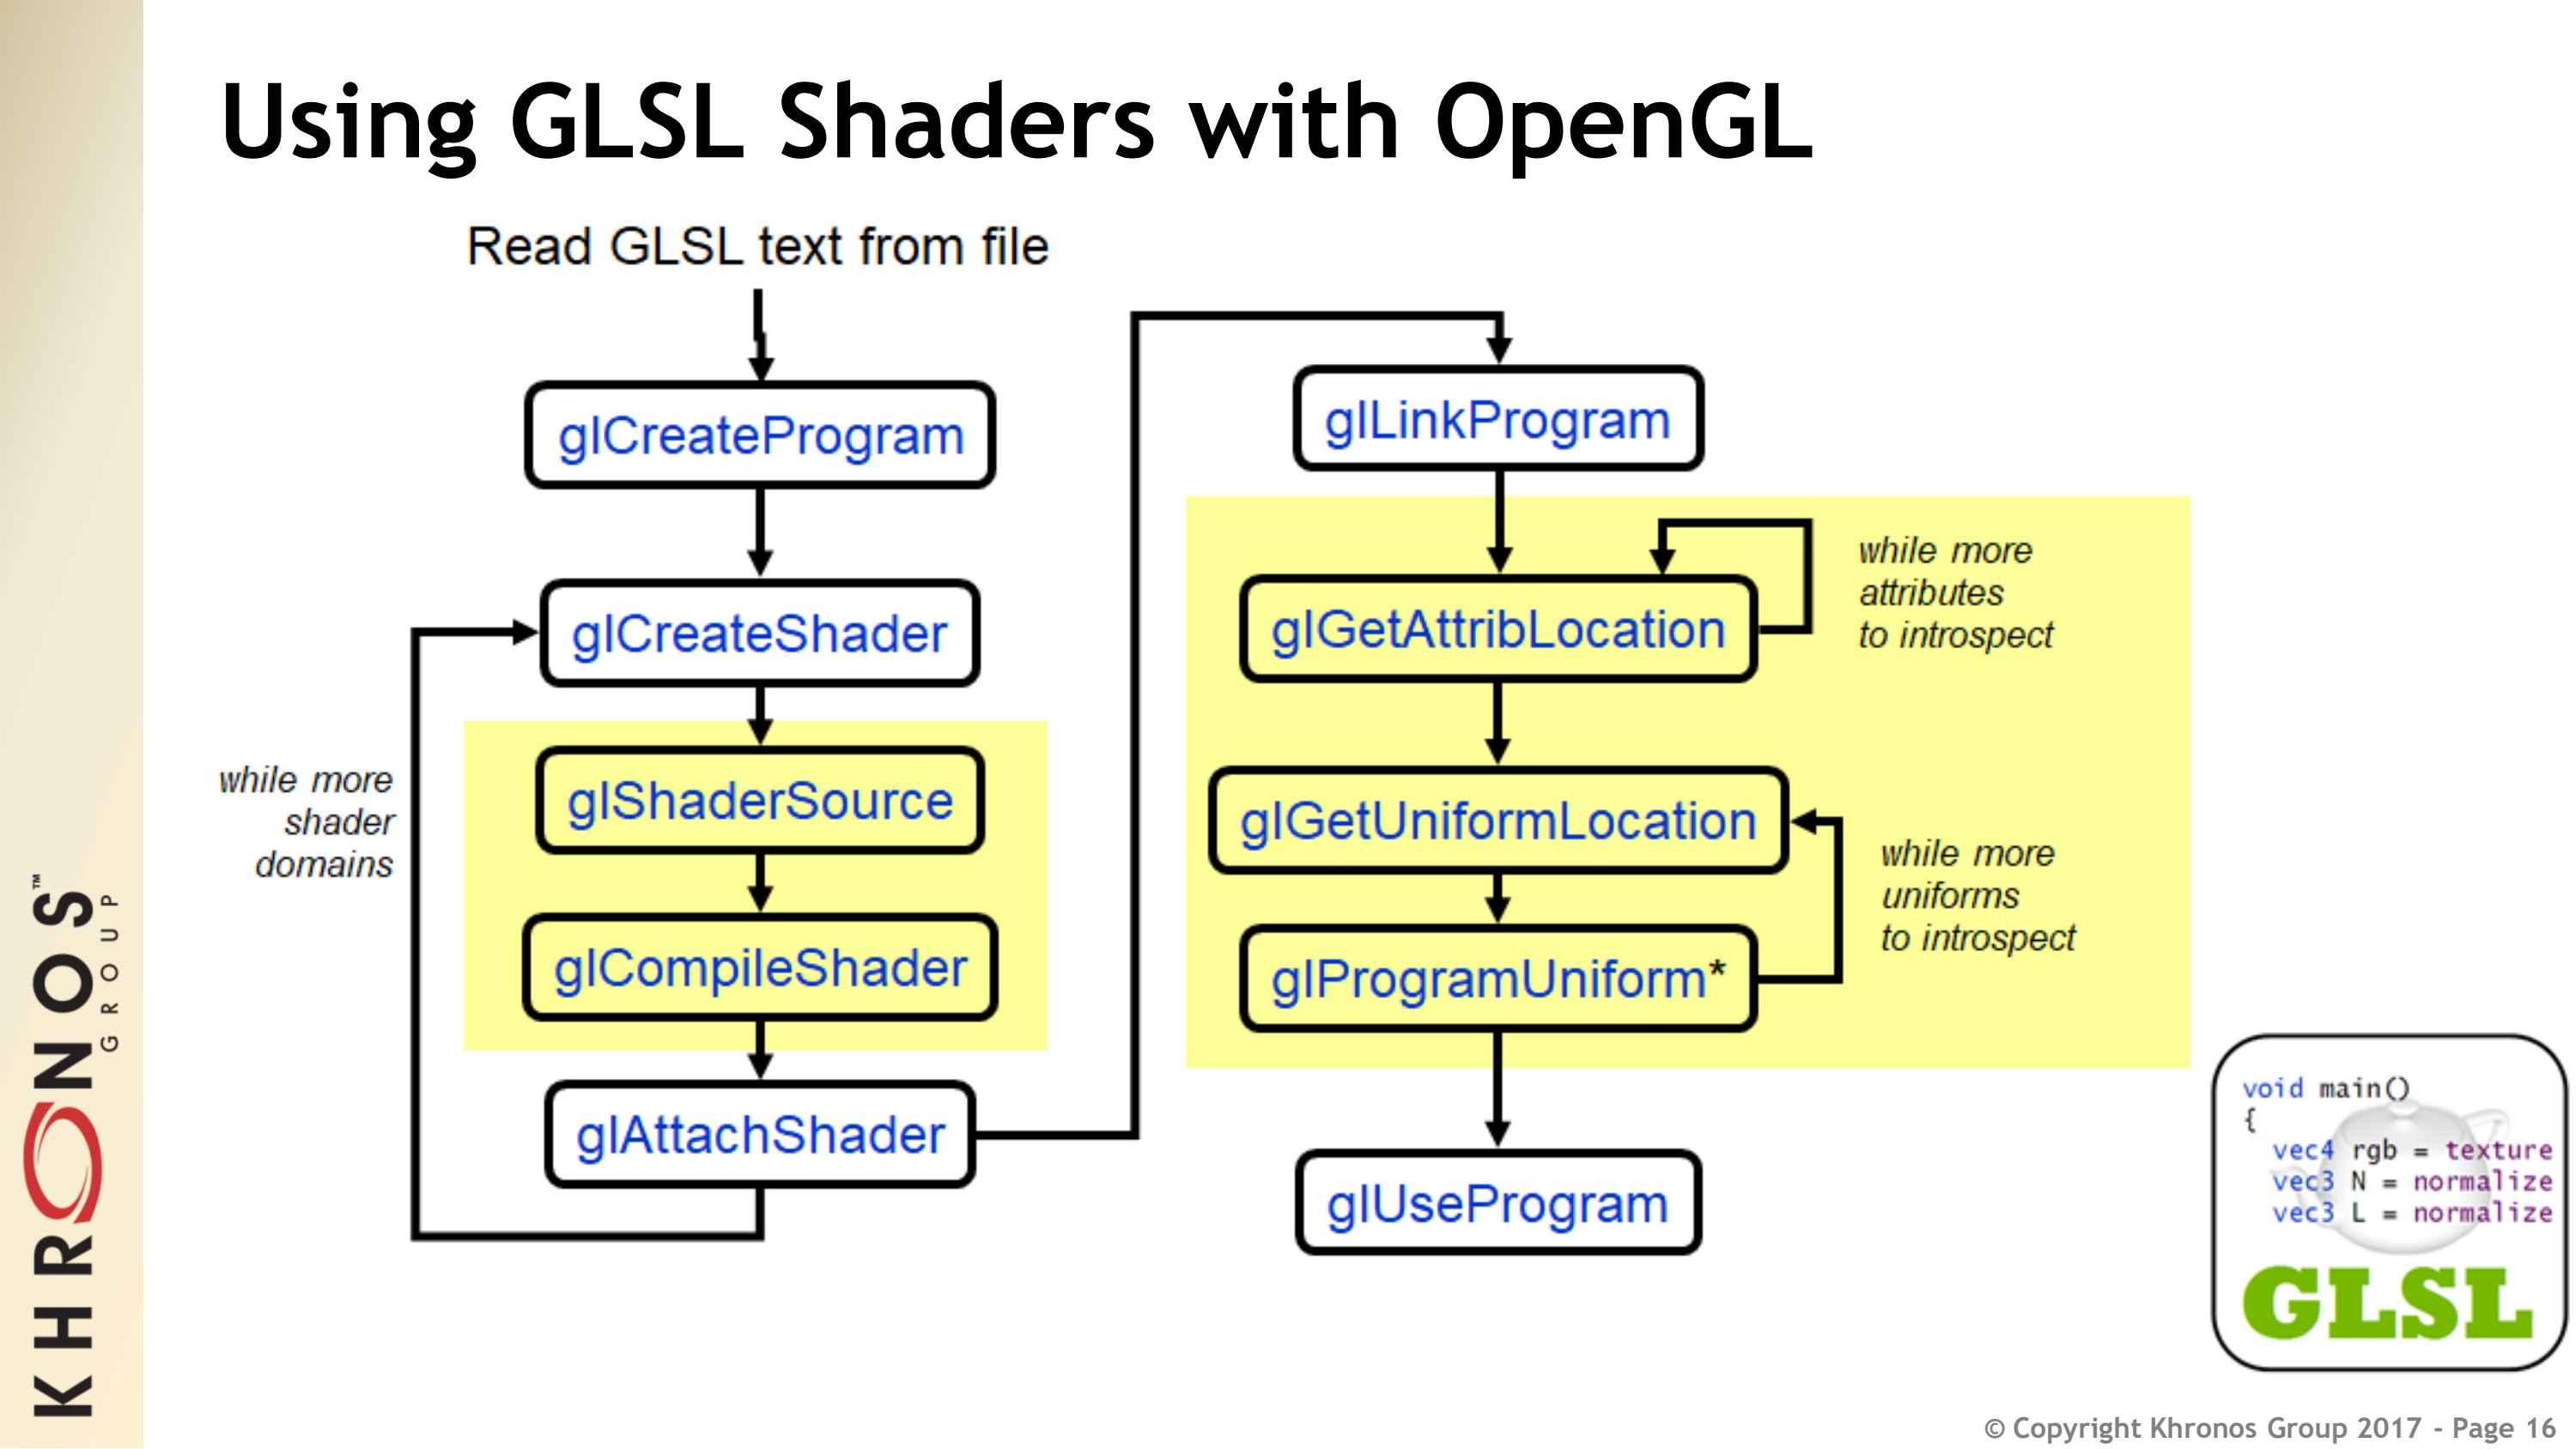 Using GLSL Shaders with OpenGL
Read GLSL text from file
glCreateProgram
glCreateShader
glShaderSource
glCompileShader
glAttachShader
while more
shader
domains
glLinkProgram
glGetAttribLocation
while more
attributes
to introspect
glGetUniformLocation
glProgramUniform*
while more
uniforms
to introspect
glUseProgram
void main()
{
vec4 rgb = texture
vec3 N = normalize
vec3 L = normalize
GLSL
KHRONOS™
GROUP
© Copyright Khronos Group 2017 - Page 16